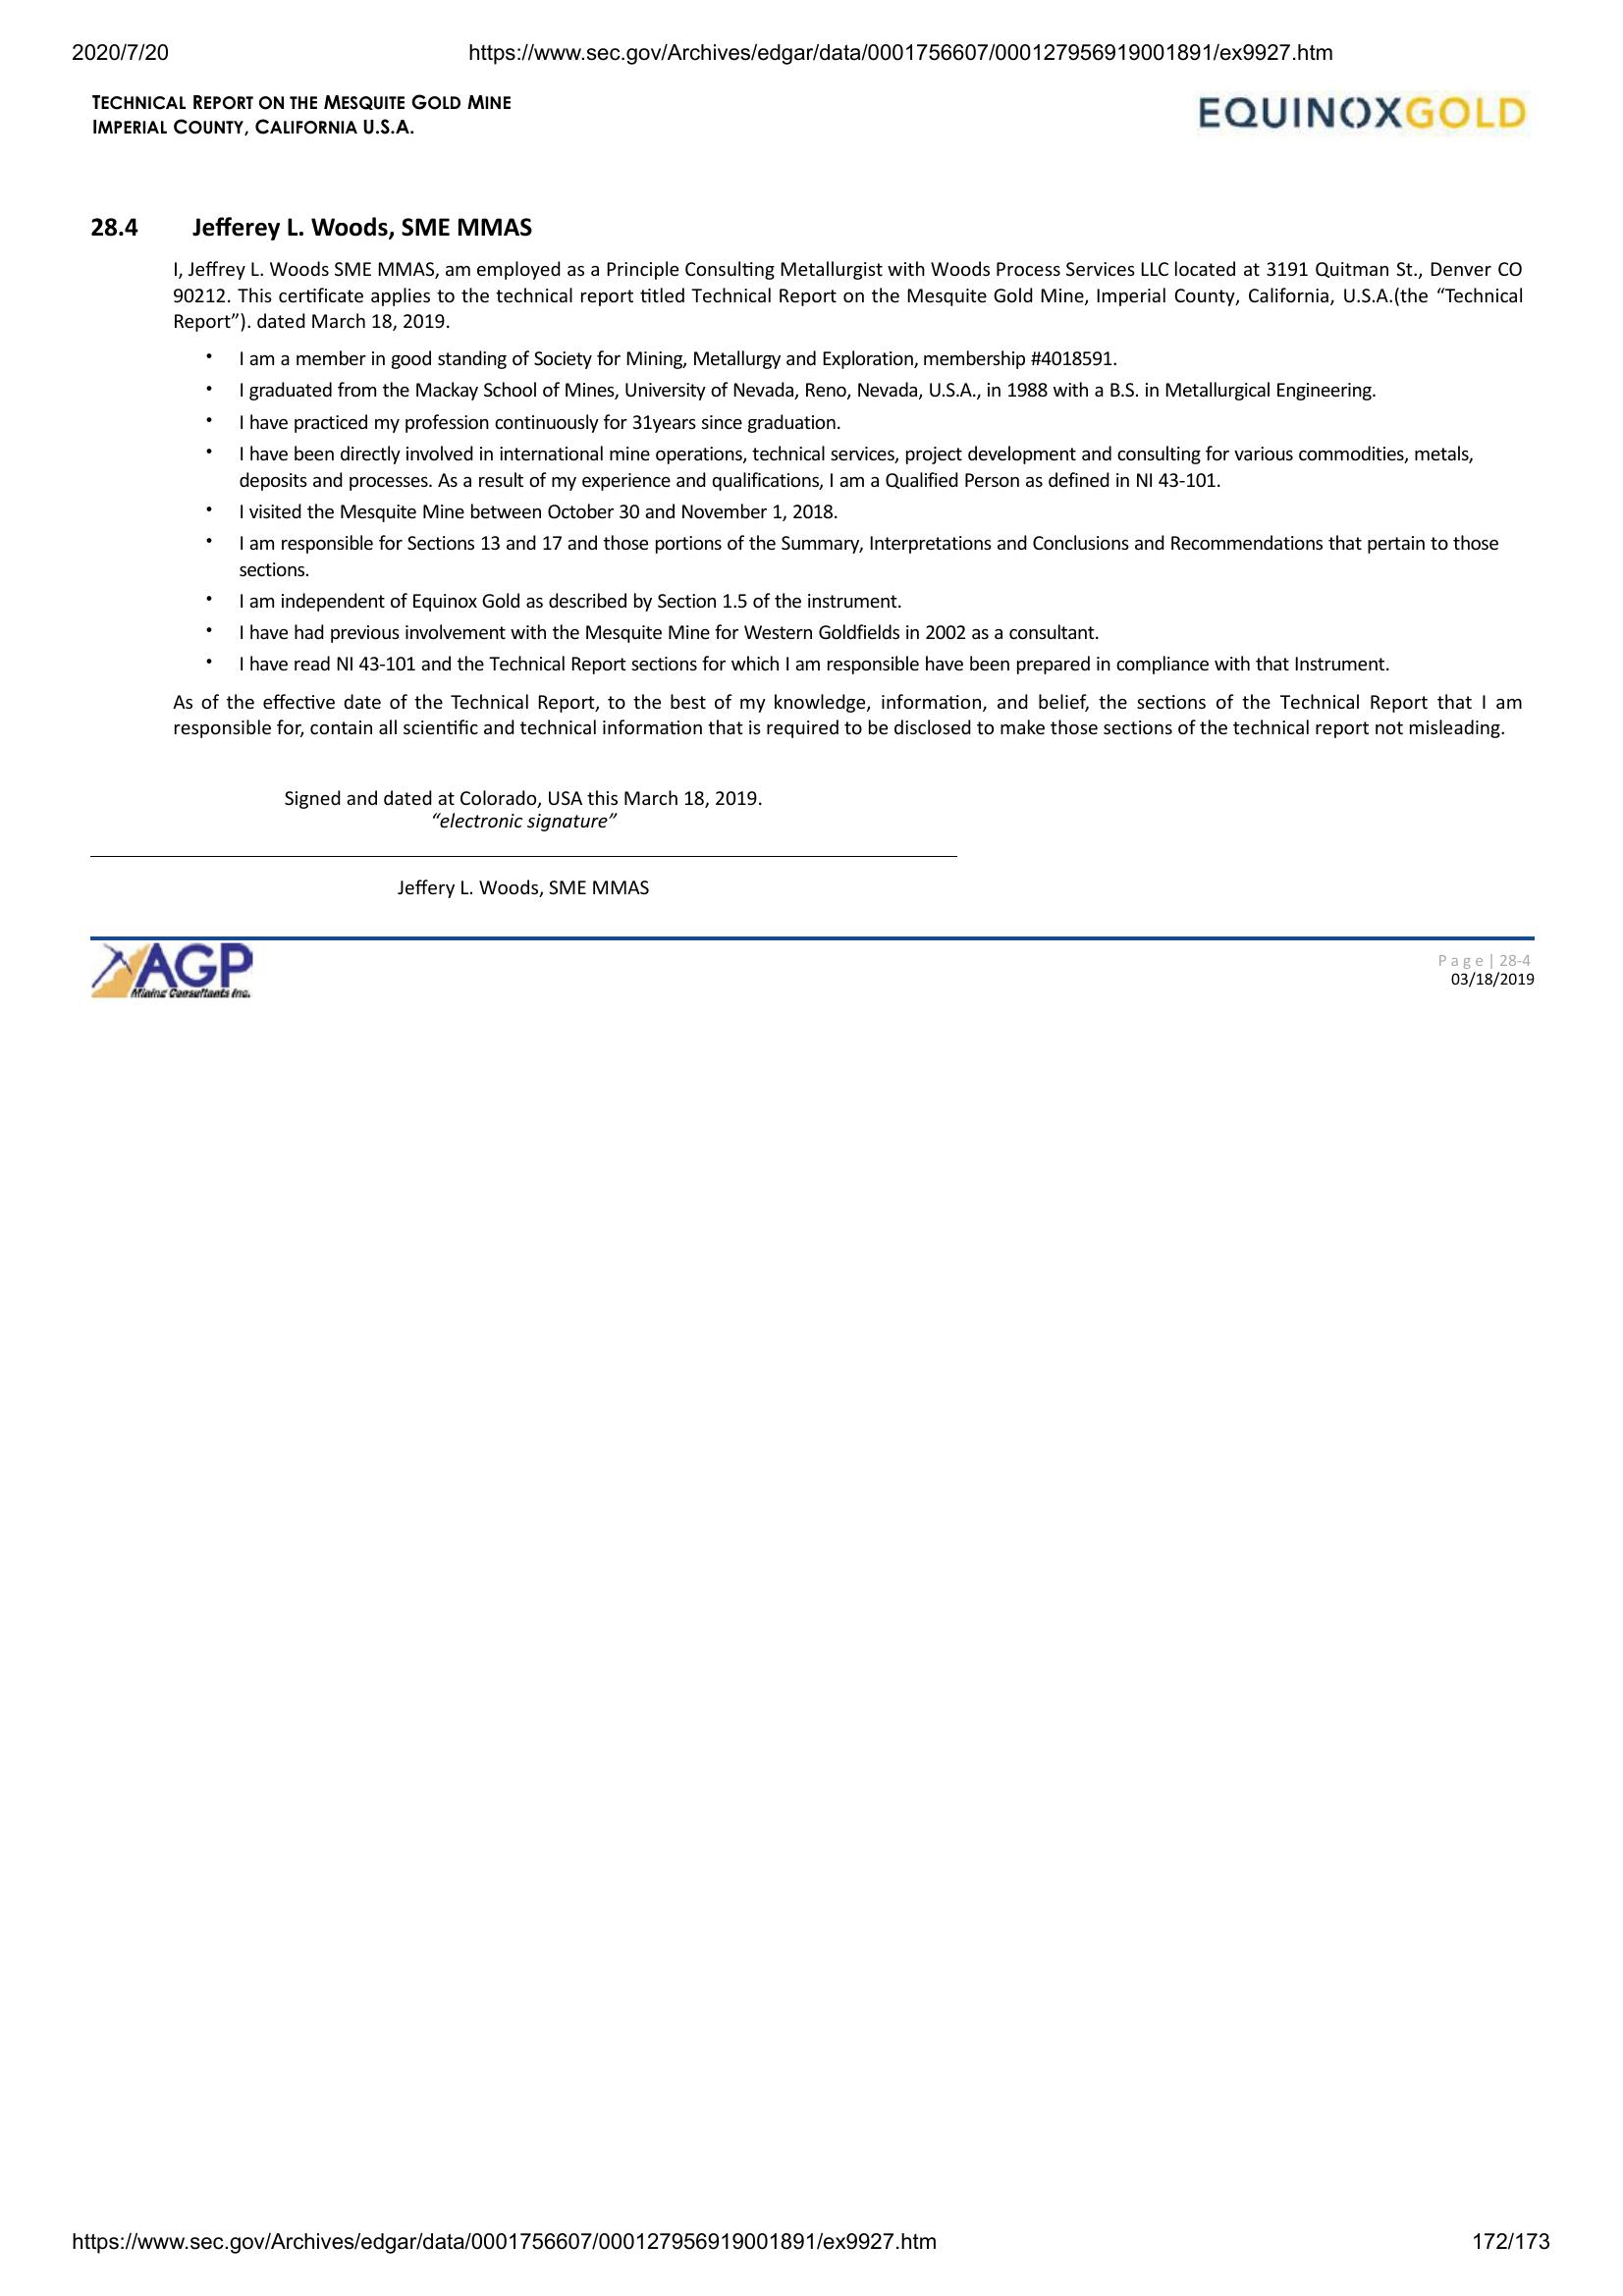 2020/7/20 https://www.sec.gov/Archives/edgar/data/0001756607/000127956919001891/ex9927.htm
TECHNICAL REPORT ON THE MESQUITE GOLD MINE
IMPERIAL COUNTY, CALIFORNIA U.S.A.
EQUINOXGOLD
28.4 Jefferey L. Woods, SME MMAS
I, Jeffrey L. Woods SME MMAS, am employed as a Principle Consulting Metallurgist with Woods Process Services LLC located at 3191 Quitman St., Denver CO
90212. This certificate applies to the technical report titled Technical Report on the Mesquite Gold Mine, Imperial County, California, U.S.A.(the “Technical
Report”). dated March 18, 2019.
• I am a member in good standing of Society for Mining, Metallurgy and Exploration, membership #4018591.
• I graduated from the Mackay School of Mines, University of Nevada, Reno, Nevada, U.S.A., in 1988 with a B.S. in Metallurgical Engineering.
• I have practiced my profession continuously for 31years since graduation.
• I have been directly involved in international mine operations, technical services, project development and consulting for various commodities, metals,
deposits and processes. As a result of my experience and qualifications, I am a Qualified Person as defined in NI 43-101.
• I visited the Mesquite Mine between October 30 and November 1, 2018.
• I am responsible for Sections 13 and 17 and those portions of the Summary, Interpretations and Conclusions and Recommendations that pertain to those
sections.
• I am independent of Equinox Gold as described by Section 1.5 of the instrument.
• I have had previous involvement with the Mesquite Mine for Western Goldfields in 2002 as a consultant.
• I have read NI 43-101 and the Technical Report sections for which I am responsible have been prepared in compliance with that Instrument.
As of the effective date of the Technical Report, to the best of my knowledge, information, and belief, the sections of the Technical Report that I am
responsible for, contain all scientific and technical information that is required to be disclosed to make those sections of the technical report not misleading.
Signed and dated at Colorado, USA this March 18, 2019.
“electronic signature”
Jeffery L. Woods, SME MMAS
AGP
Mining Consultants Inc.
Page | 28-4
03/18/2019
https://www.sec.gov/Archives/edgar/data/0001756607/000127956919001891/ex9927.htm 172/173